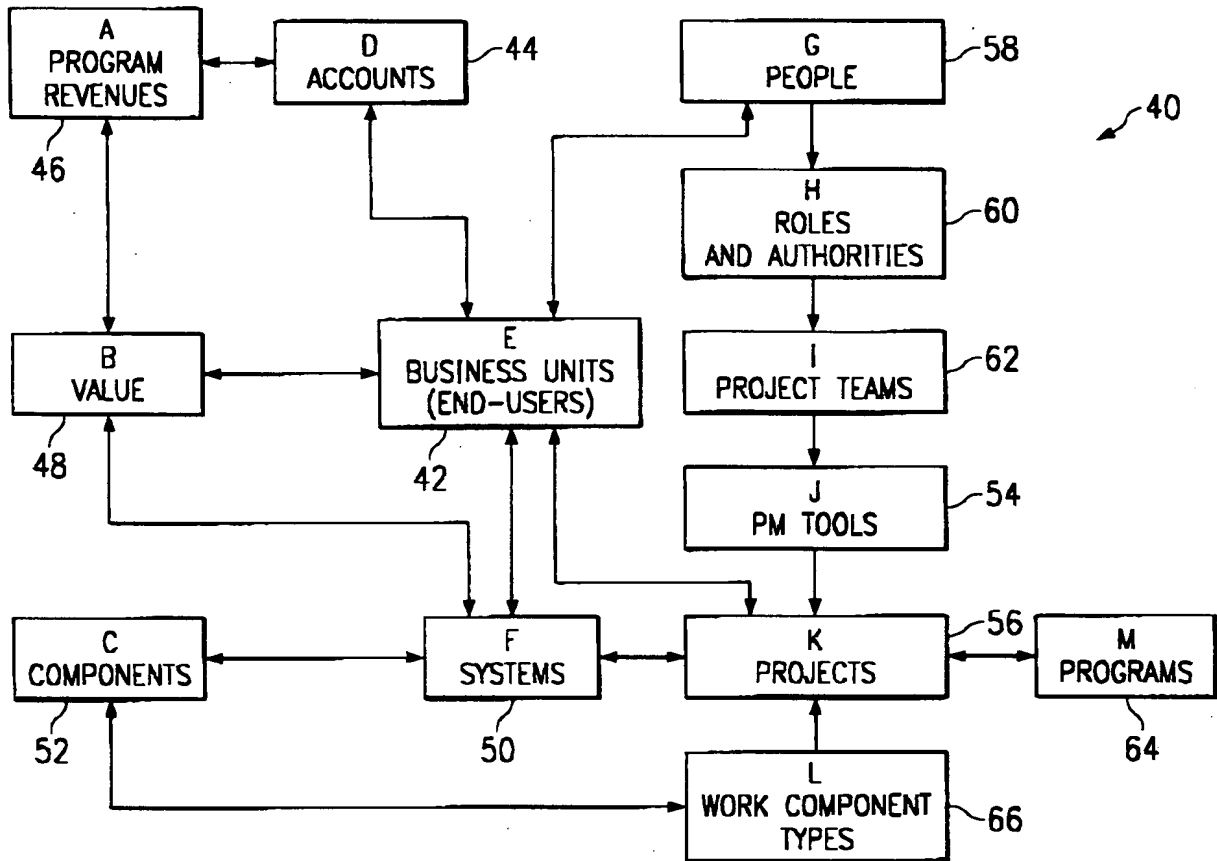 A
PROGRAM
REVENUES
46
D
ACCOUNTS
44
G
PEOPLE
58
40
H
ROLES
AND AUTHORITIES
60
B
VALUE
48
E
BUSINESS UNITS
(END-USERS)
42
I
PROJECT TEAMS
62
J
PM TOOLS
54
C
COMPONENTS
52
F
SYSTEMS
50
K
PROJECTS
56
M
PROGRAMS
64
L
WORK COMPONENT
TYPES
66